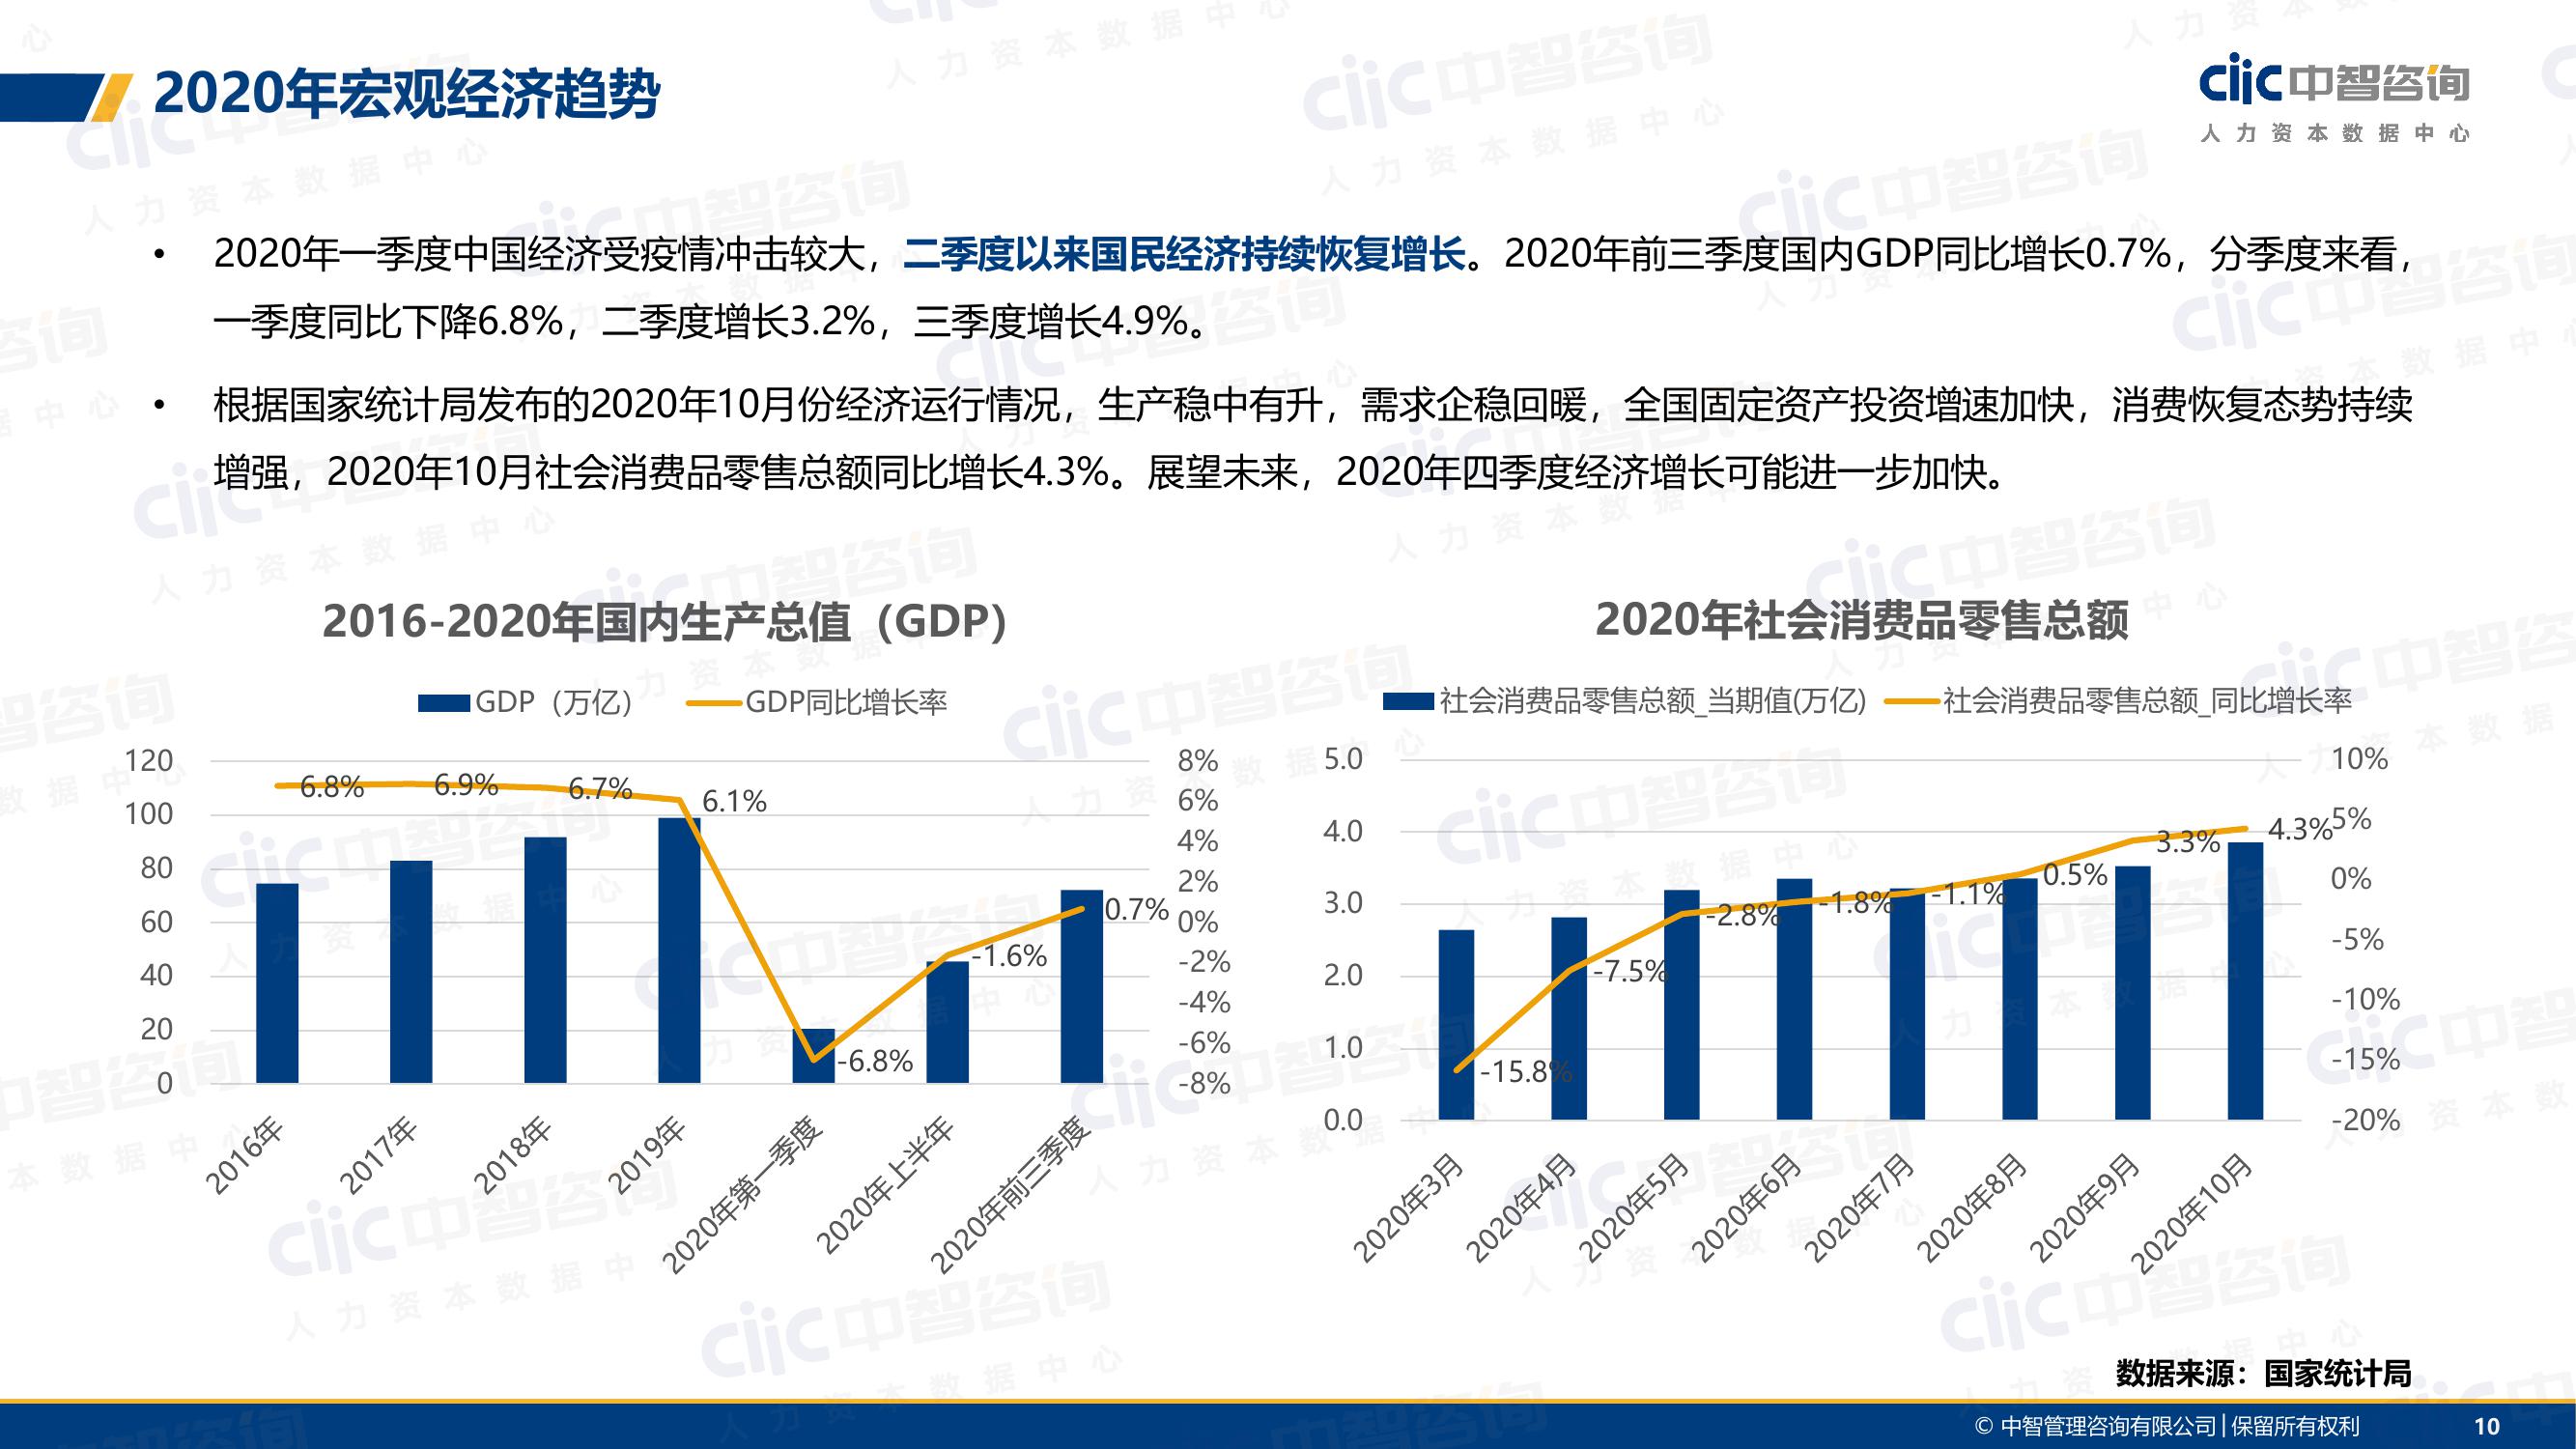 2020年宏观经济趋势
CIIC中智咨询
人力资本数据中心
• 2020年一季度中国经济受疫情冲击较大，二季度以来国民经济持续恢复增长。2020年前三季度国内GDP同比增长0.7%，分季度来看，
一季度同比下降6.8%，二季度增长3.2%，三季度增长4.9%。
• 根据国家统计局发布的2020年10月份经济运行情况，生产稳中有升，需求企稳回暖，全国固定资产投资增速加快，消费恢复态势持续
增强，2020年10月社会消费品零售总额同比增长4.3%。展望未来，2020年四季度经济增长可能进一步加快。
2016-2020年国内生产总值（GDP）
GDP（万亿） GDP同比增长率
120
100
80
60
40
20
0
6.8%
6.9%
6.7%
6.1%
-6.8%
-1.6%
0.7%
8%
6%
4%
2%
0%
-2%
-4%
-6%
-8%
2016年
2017年
2018年
2019年
2020年第一季度
2020年上半年
2020年前三季度
2020年社会消费品零售总额
社会消费品零售总额_当期值(万亿) 社会消费品零售总额_同比增长率
5.0
4.0
3.0
2.0
1.0
0.0
-15.8%
-7.5%
-2.8%
-1.8%
-1.1%
0.5%
3.3%
4.3%
10%
5%
0%
-5%
-10%
-15%
-20%
2020年3月
2020年4月
2020年5月
2020年6月
2020年7月
2020年8月
2020年9月
2020年10月
数据来源：国家统计局
© 中智管理咨询有限公司 | 保留所有权利 10